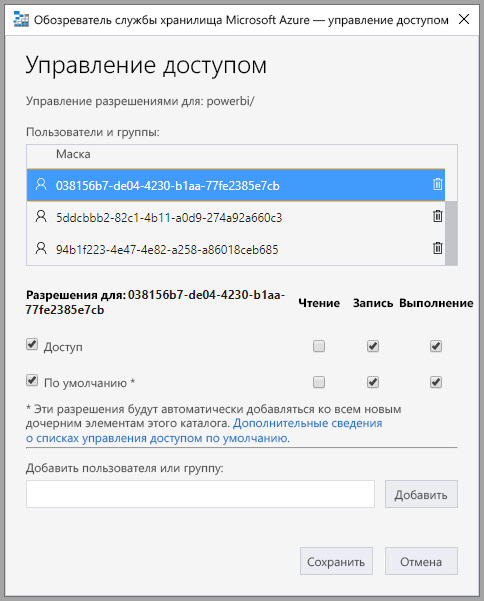 Обозреватель службы хранилища Microsoft Azure — управление доступом
Управление доступом
Управление разрешениями для: powerbi/
Пользователи и группы:
Маска
038156b7-de04-4230-b1aa-77fe2385e7cb
5ddcbbb2-82c1-4b11-a0d9-274a92a660c3
94b1f223-4e47-4e82-a258-a86018ceb685
Разрешения для: 038156b7-de04-4230-b1aa-
77fe2385e7cb
Чтение Запись Выполнение
Доступ
По умолчанию *
* Эти разрешения будут автоматически добавляться ко всем новым
дочерним элементам этого каталога. Дополнительные сведения
о списках управления доступом по умолчанию.
Добавить пользователя или группу:
Добавить
Сохранить Отмена